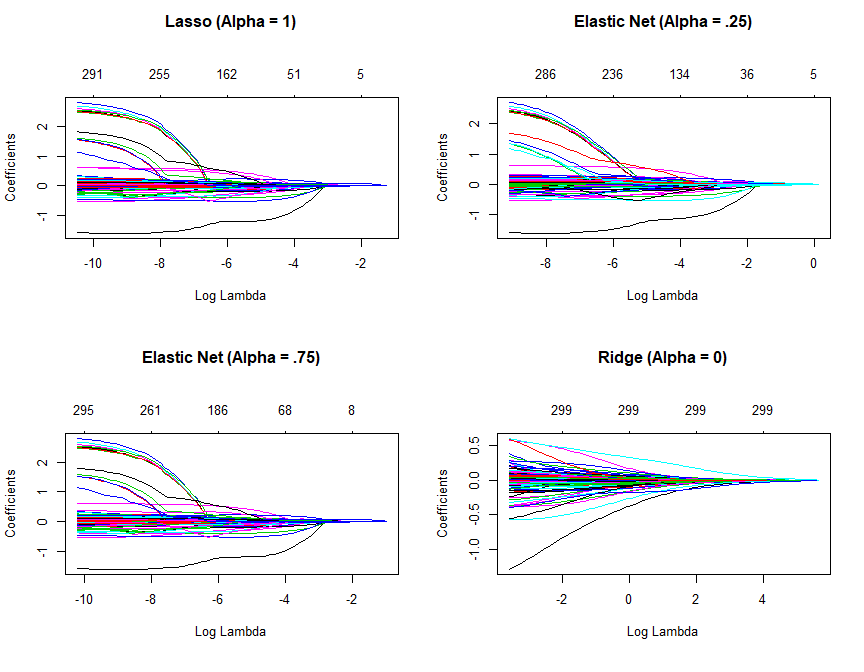 Lasso (Alpha = 1)
291 255 162 51 5
Coefficients
2
1
0
-1
-10 -8 -6 -4 -2
Log Lambda
Elastic Net (Alpha = .25)
286 236 134 36 5
Coefficients
2
1
0
-1
-8 -6 -4 -2 0
Log Lambda
Elastic Net (Alpha = .75)
295 261 186 68 8
Coefficients
2
1
0
-1
-10 -8 -6 -4 -2
Log Lambda
Ridge (Alpha = 0)
299 299 299 299
Coefficients
0.5
0.0
-0.5
-1.0
-2 0 2 4
Log Lambda